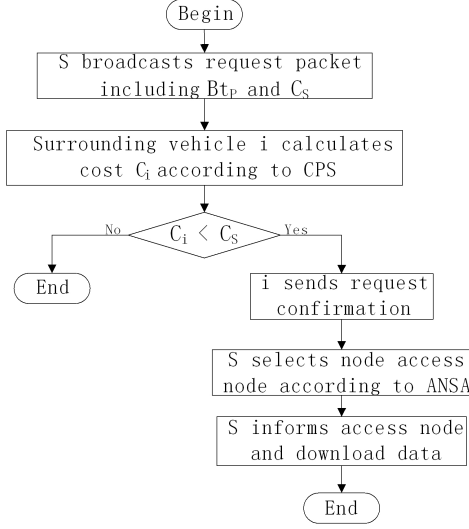 Begin
S broadcasts request packet
including Btₚ and Cₛ
Surrounding vehicle i calculates
cost Cᵢ according to CPS
No
Cᵢ < Cₛ
Yes
End
i sends request
confirmation
S selects node access
node according to ANSA
S informs access node
and download data
End